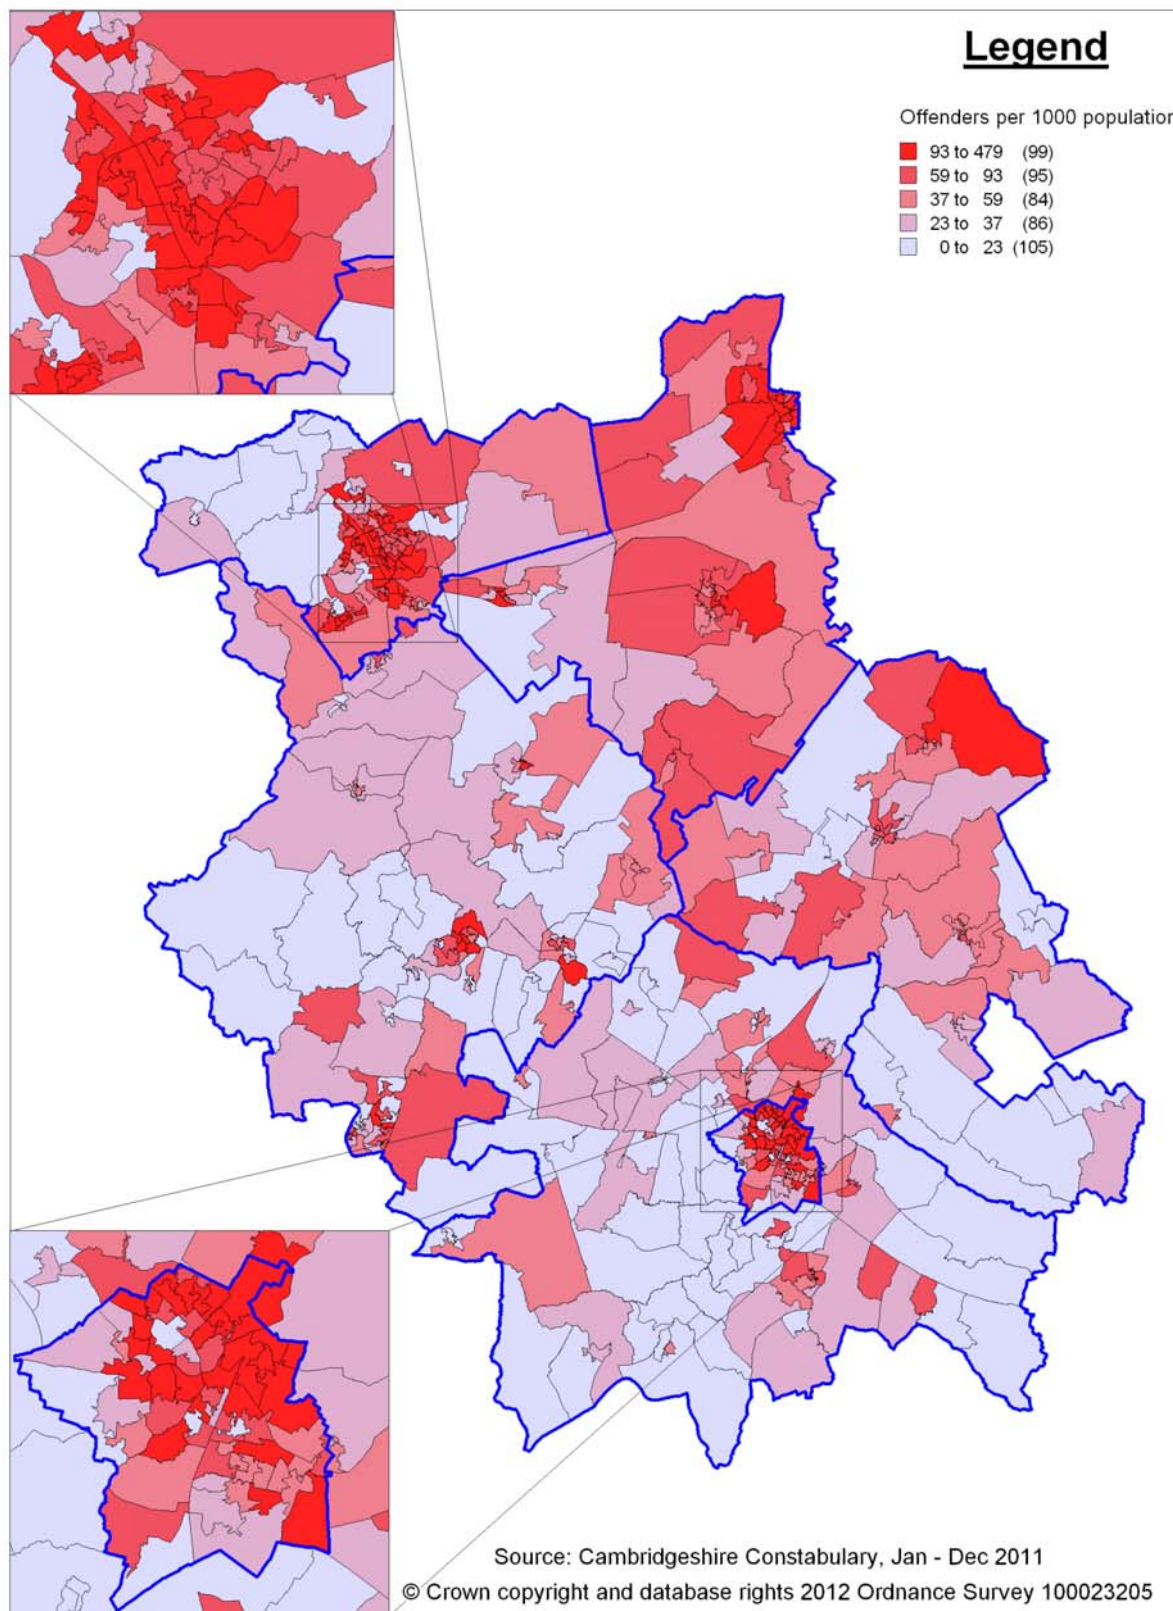 Legend
Offenders per 1000 population
93 to 479 (99)
59 to 93 (95)
37 to 59 (84)
23 to 37 (86)
0 to 23 (105)
Source: Cambridgeshire Constabulary, Jan - Dec 2011
© Crown copyright and database rights 2012 Ordnance Survey 100023205